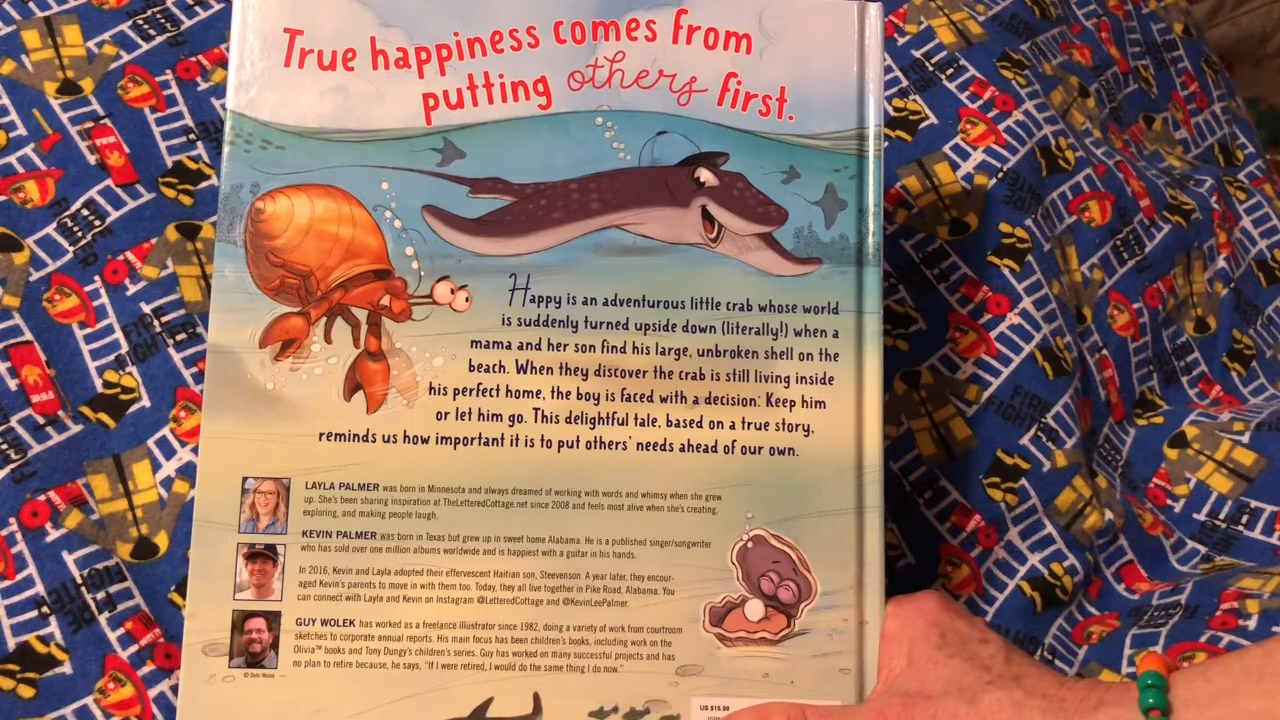 True happiness comes from
putting others first.
Happy is an adventurous little crab whose world
is suddenly turned upside down (literally!) when a
mama and her son find his large, unbroken shell on the
beach. When they discover the crab is still living inside
his perfect home, the boy is faced with a decision: Keep him
or let him go. This delightful tale, based on a true story,
reminds us how important it is to put others' needs ahead of our own.
LAYLA PALMER was born in Minnesota and always dreamed of working with words and whimsy when she grew
up. She's been sharing inspiration at TheLetteredCottage.net since 2008 and feels most alive when she's creating,
exploring, and making people laugh.
KEVIN PALMER was born in Texas but grew up in sweet home Alabama. He is a published singer/songwriter
who has sold over one million albums worldwide and is happiest with a guitar in his hands.
In 2016, Kevin and Layla adopted their effervescent Haitian son, Steevenson. A year later, they encour-
aged Kevin's parents to move in with them too. Today, they all live together in Pike Road, Alabama. You
can connect with Layla and Kevin on Instagram @LetteredCottage and @KevinLeePalmer.
GUY WOLEK has worked as a freelance illustrator since 1982, doing a variety of work from courtroom
sketches to corporate annual reports. His main focus has been children's books, including work on the
Olivia™ books and Tony Dungy's children's series. Guy has worked on many successful projects and has
no plan to retire because, he says, "If I were retired, I would do the same thing I do now."
US $15.99
FIRE
FIGHTER
FIRE
FIGHTER